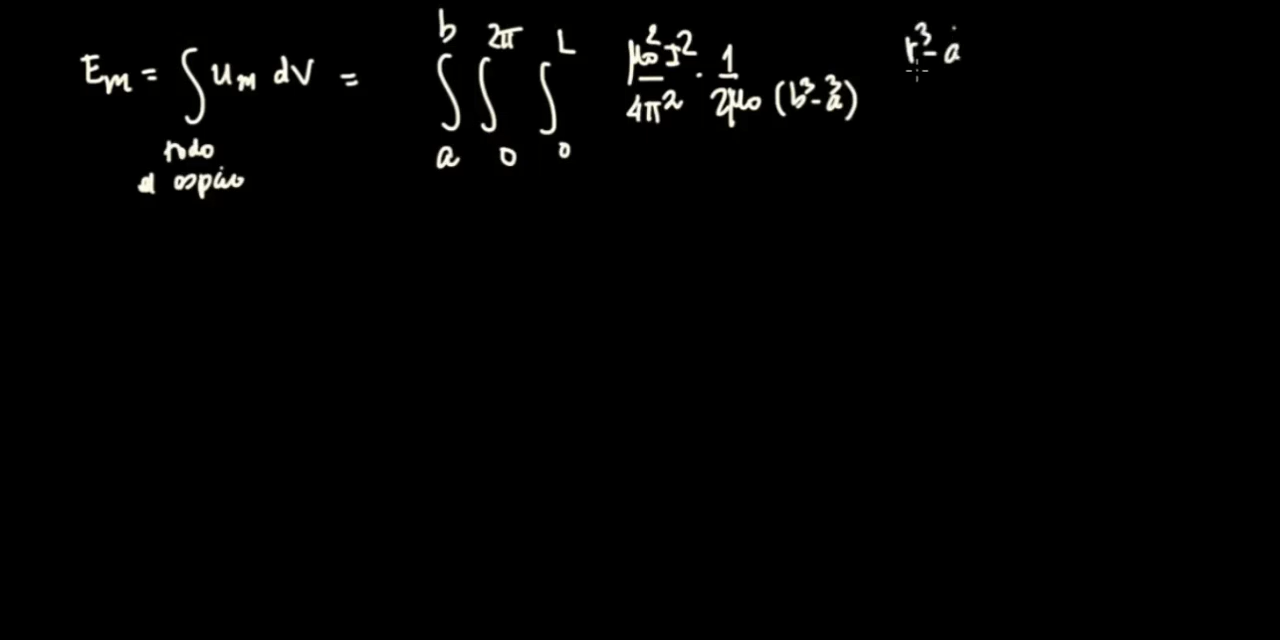 E_m = ∫ u_m dV = ∫_a^b ∫_0^{2π} ∫_0^L μ₀² I² / 4π² · 1 / 2μ₀ (b³ - a³) r³ - a
todo
el espacio